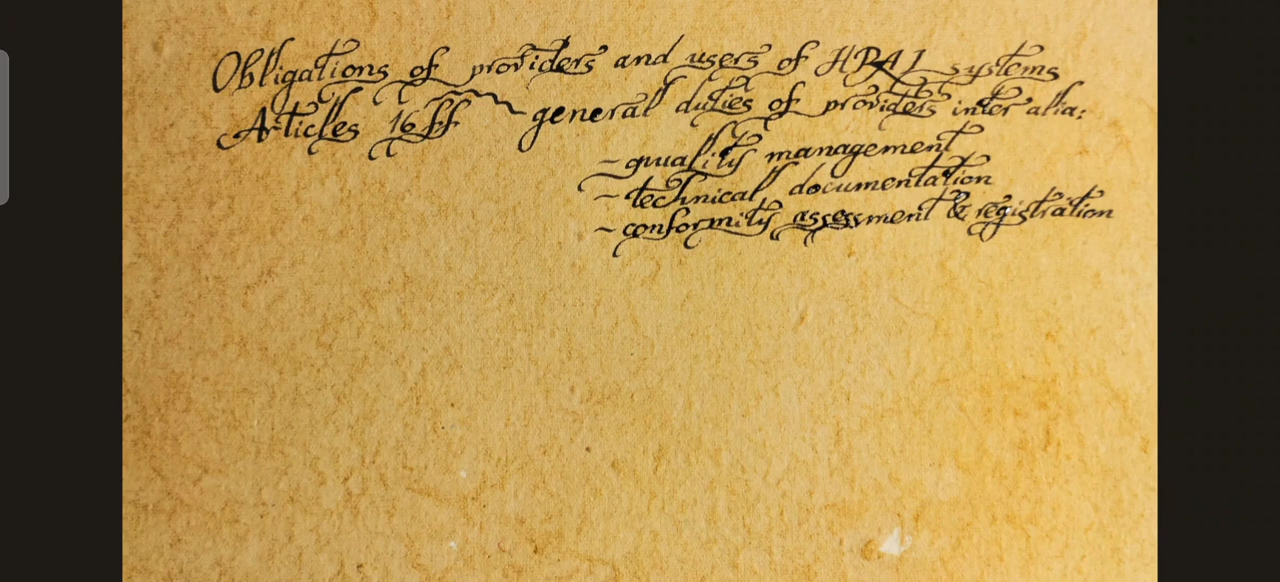 Obligations of providers and users of HRAI systems
Articles 16ff general duties of providers inter alia:
- quality management
- technical documentation
- conformity assessment & registration